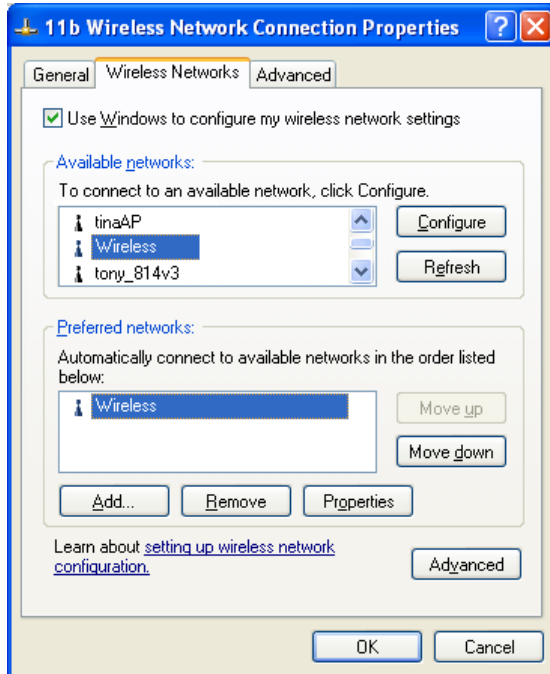 11b Wireless Network Connection Properties
General Wireless Networks Advanced
Use Windows to configure my wireless network settings
Available networks:
To connect to an available network, click Configure.
tinaAP
Wireless
tony_814v3
Configure
Refresh
Preferred networks:
Automatically connect to available networks in the order listed
below:
Wireless
Move up
Move down
Add... Remove Properties
Learn about setting up wireless network
configuration.
Advanced
OK Cancel